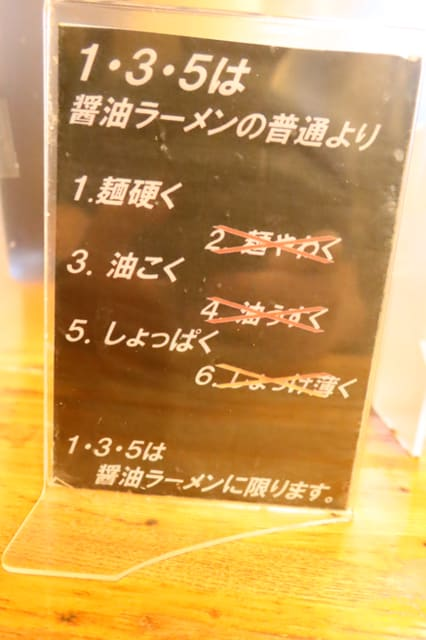 1・3・5は
醤油ラーメンの普通より
1.麺硬く
2. 麺やわく
3. 油こく
4. 油うすく
5. しょっぱく
6.しょっぱ薄く
1・3・5は
醤油ラーメンに限ります。